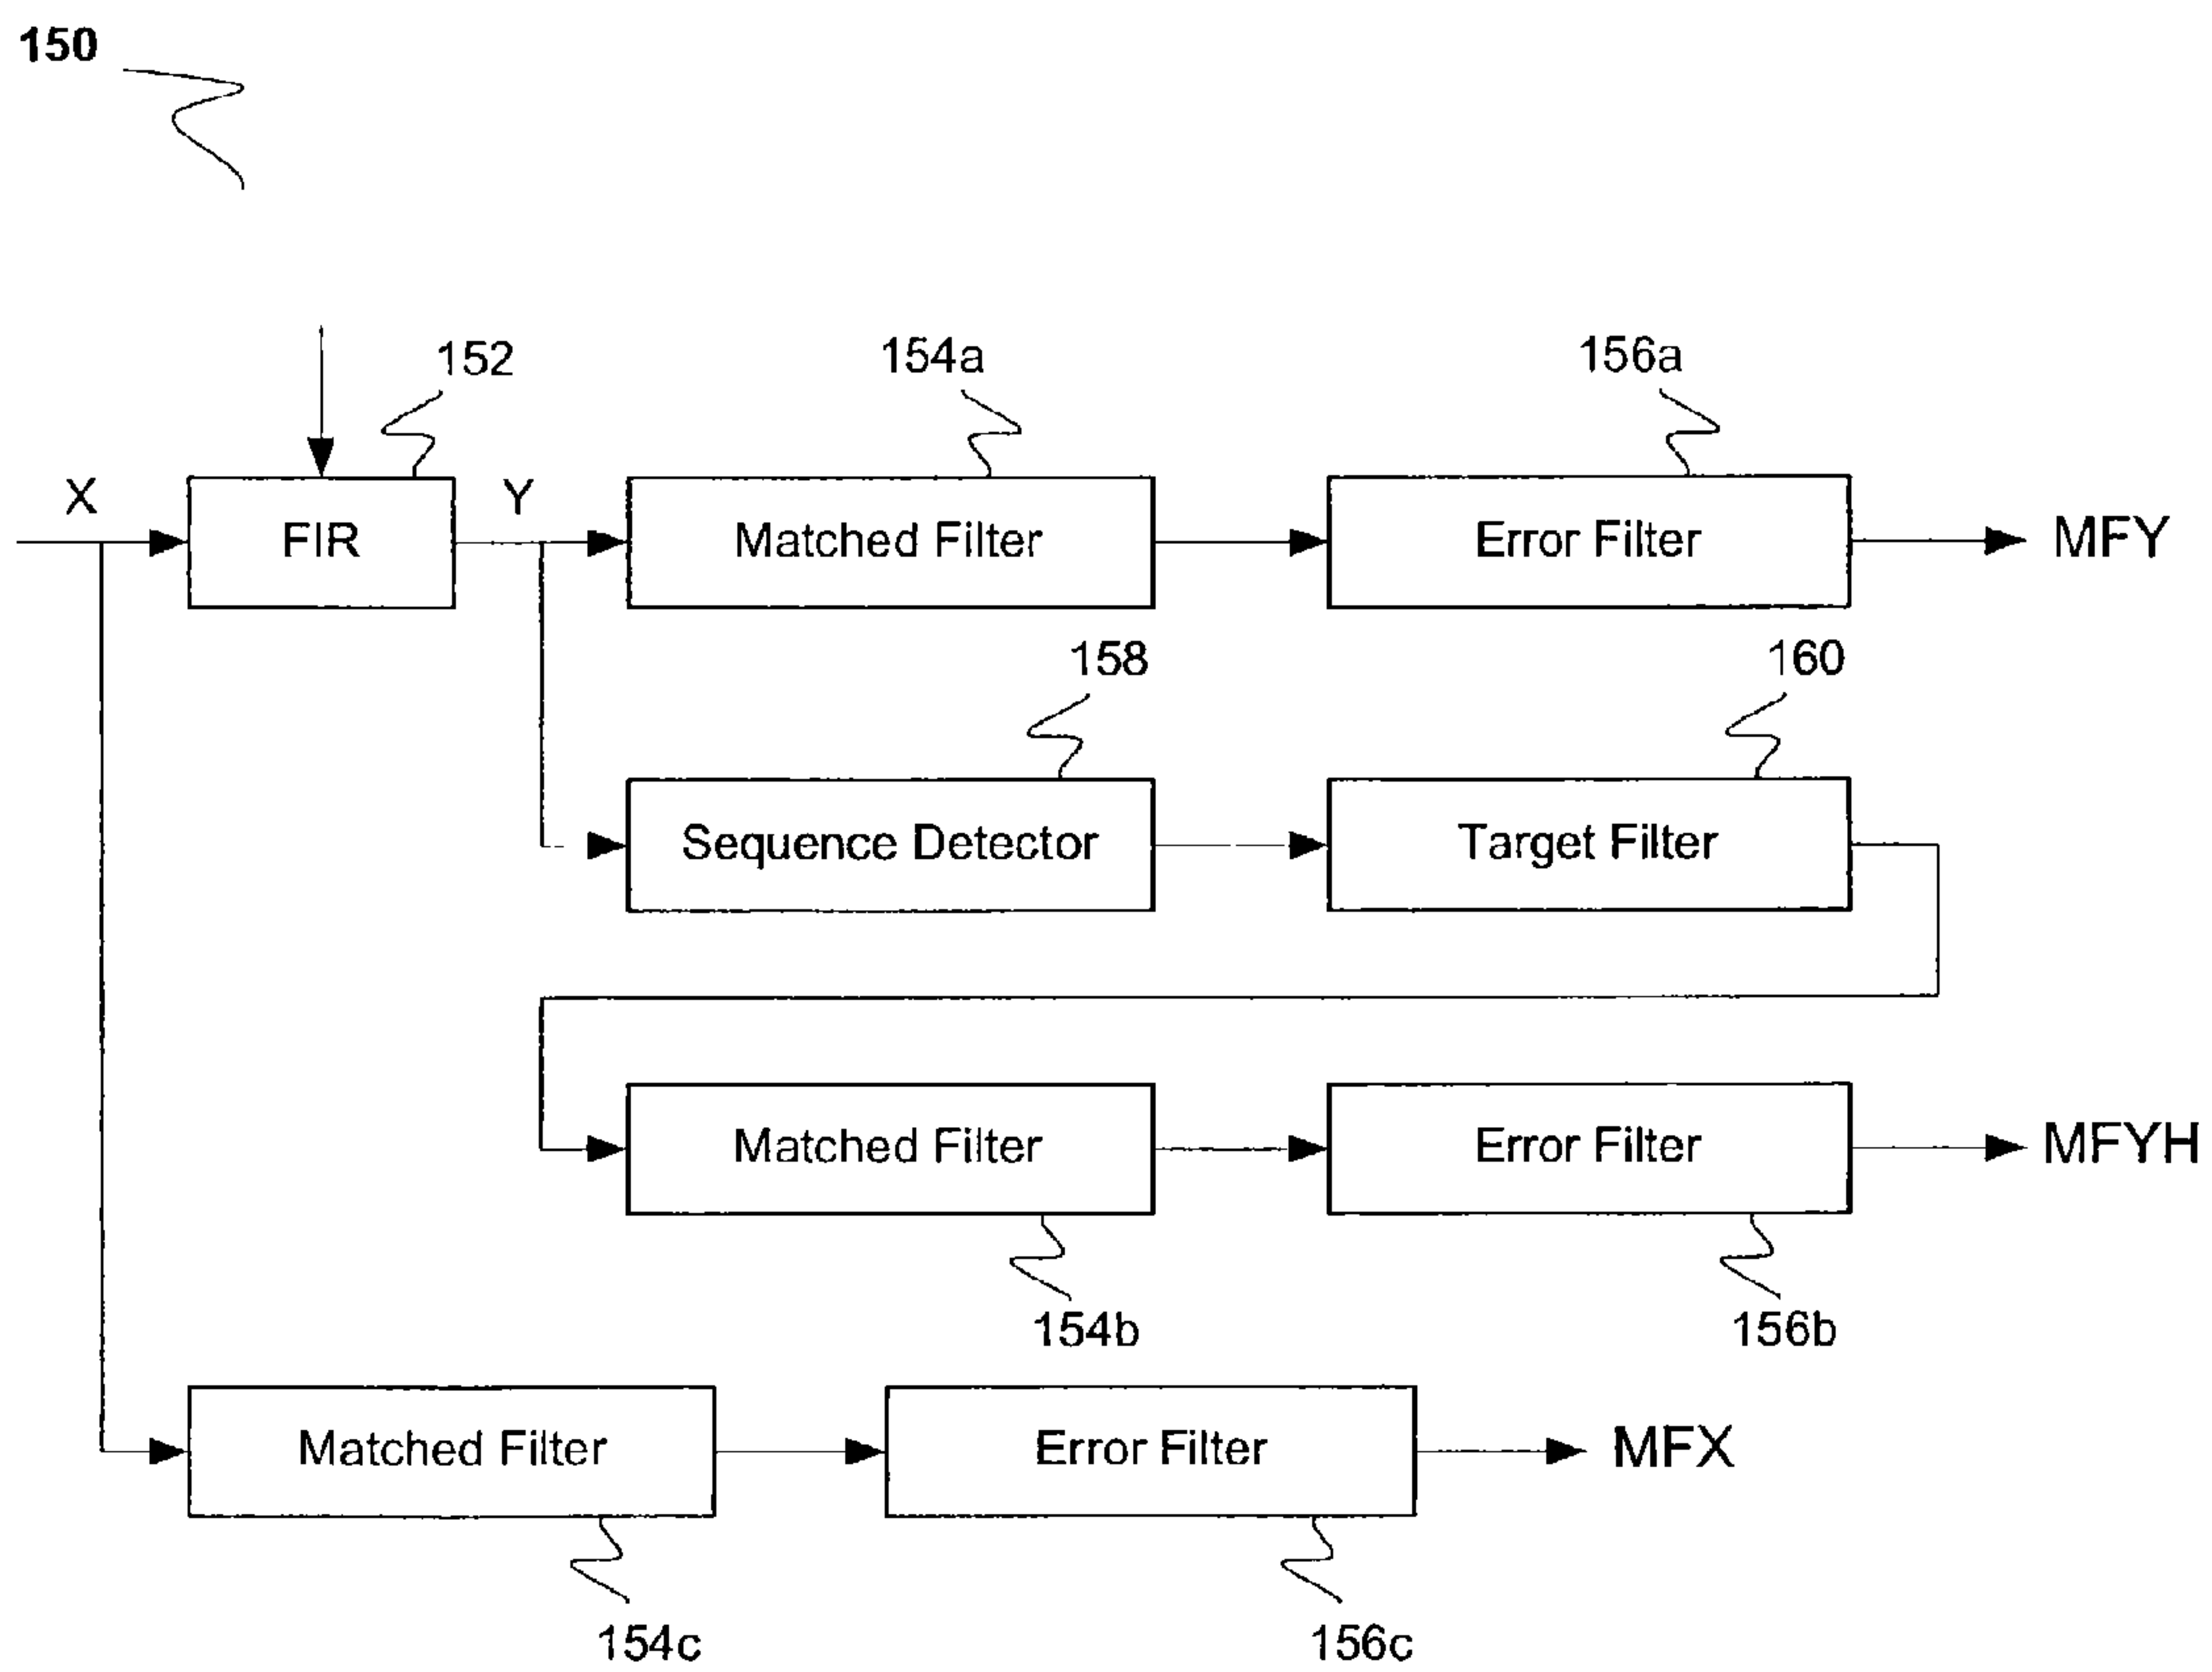 150
152
154a
156a
X
FIR
Y
Matched Filter
Error Filter
MFY
158
160
Sequence Detector
Target Filter
Matched Filter
Error Filter
MFYH
154b
156b
Matched Filter
Error Filter
MFX
154c
156c